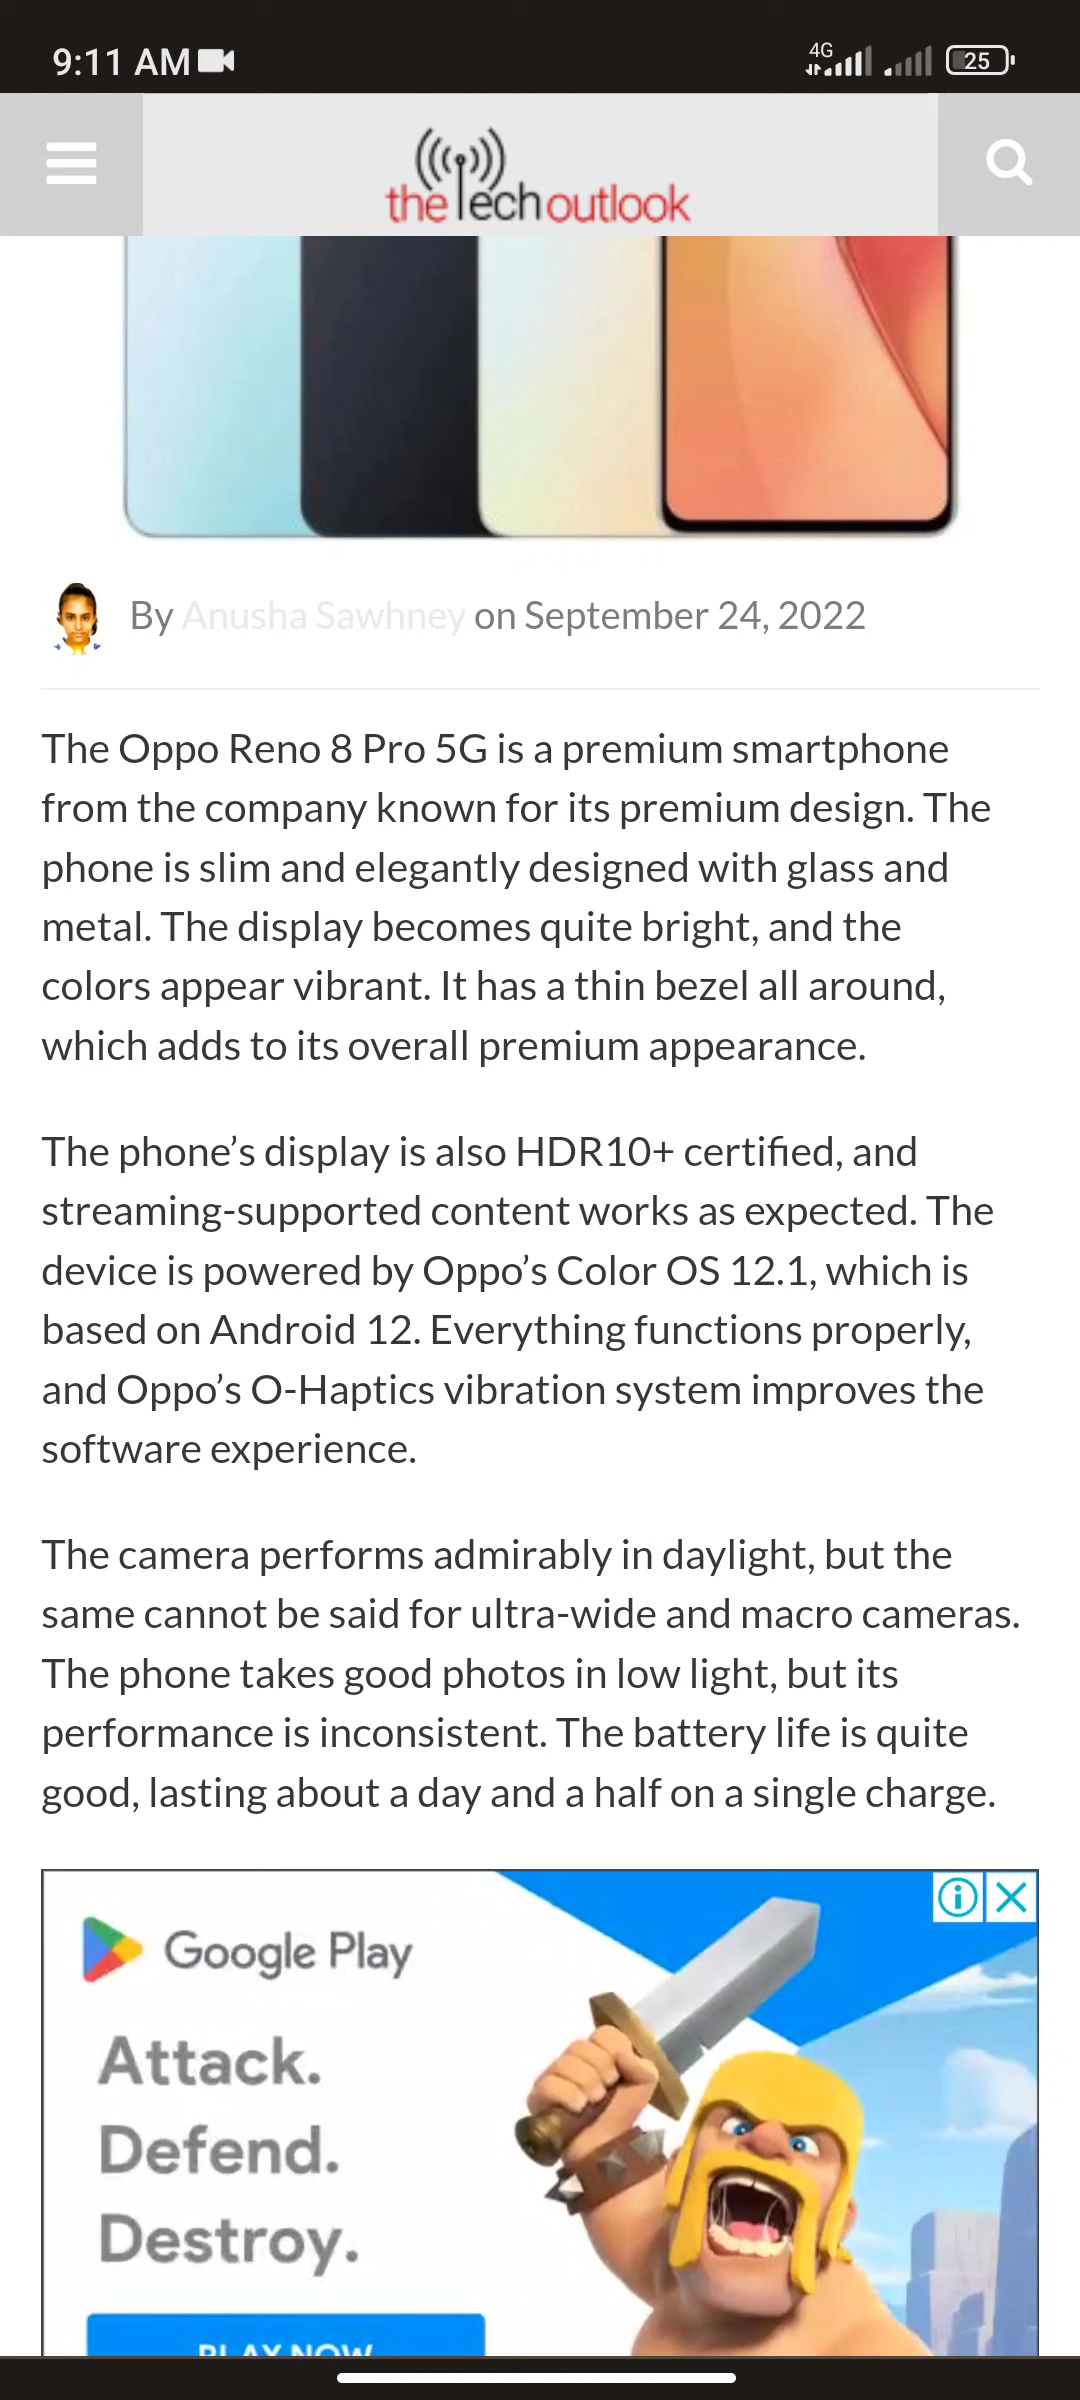 9:11 AM
4G
25
the Tech outlook
By Anusha Sawhney on September 24, 2022
The Oppo Reno 8 Pro 5G is a premium smartphone
from the company known for its premium design. The
phone is slim and elegantly designed with glass and
metal. The display becomes quite bright, and the
colors appear vibrant. It has a thin bezel all around,
which adds to its overall premium appearance.
The phone’s display is also HDR10+ certified, and
streaming-supported content works as expected. The
device is powered by Oppo’s Color OS 12.1, which is
based on Android 12. Everything functions properly,
and Oppo’s O-Haptics vibration system improves the
software experience.
The camera performs admirably in daylight, but the
same cannot be said for ultra-wide and macro cameras.
The phone takes good photos in low light, but its
performance is inconsistent. The battery life is quite
good, lasting about a day and a half on a single charge.
Google Play
Attack.
Defend.
Destroy.
PLAY NOW